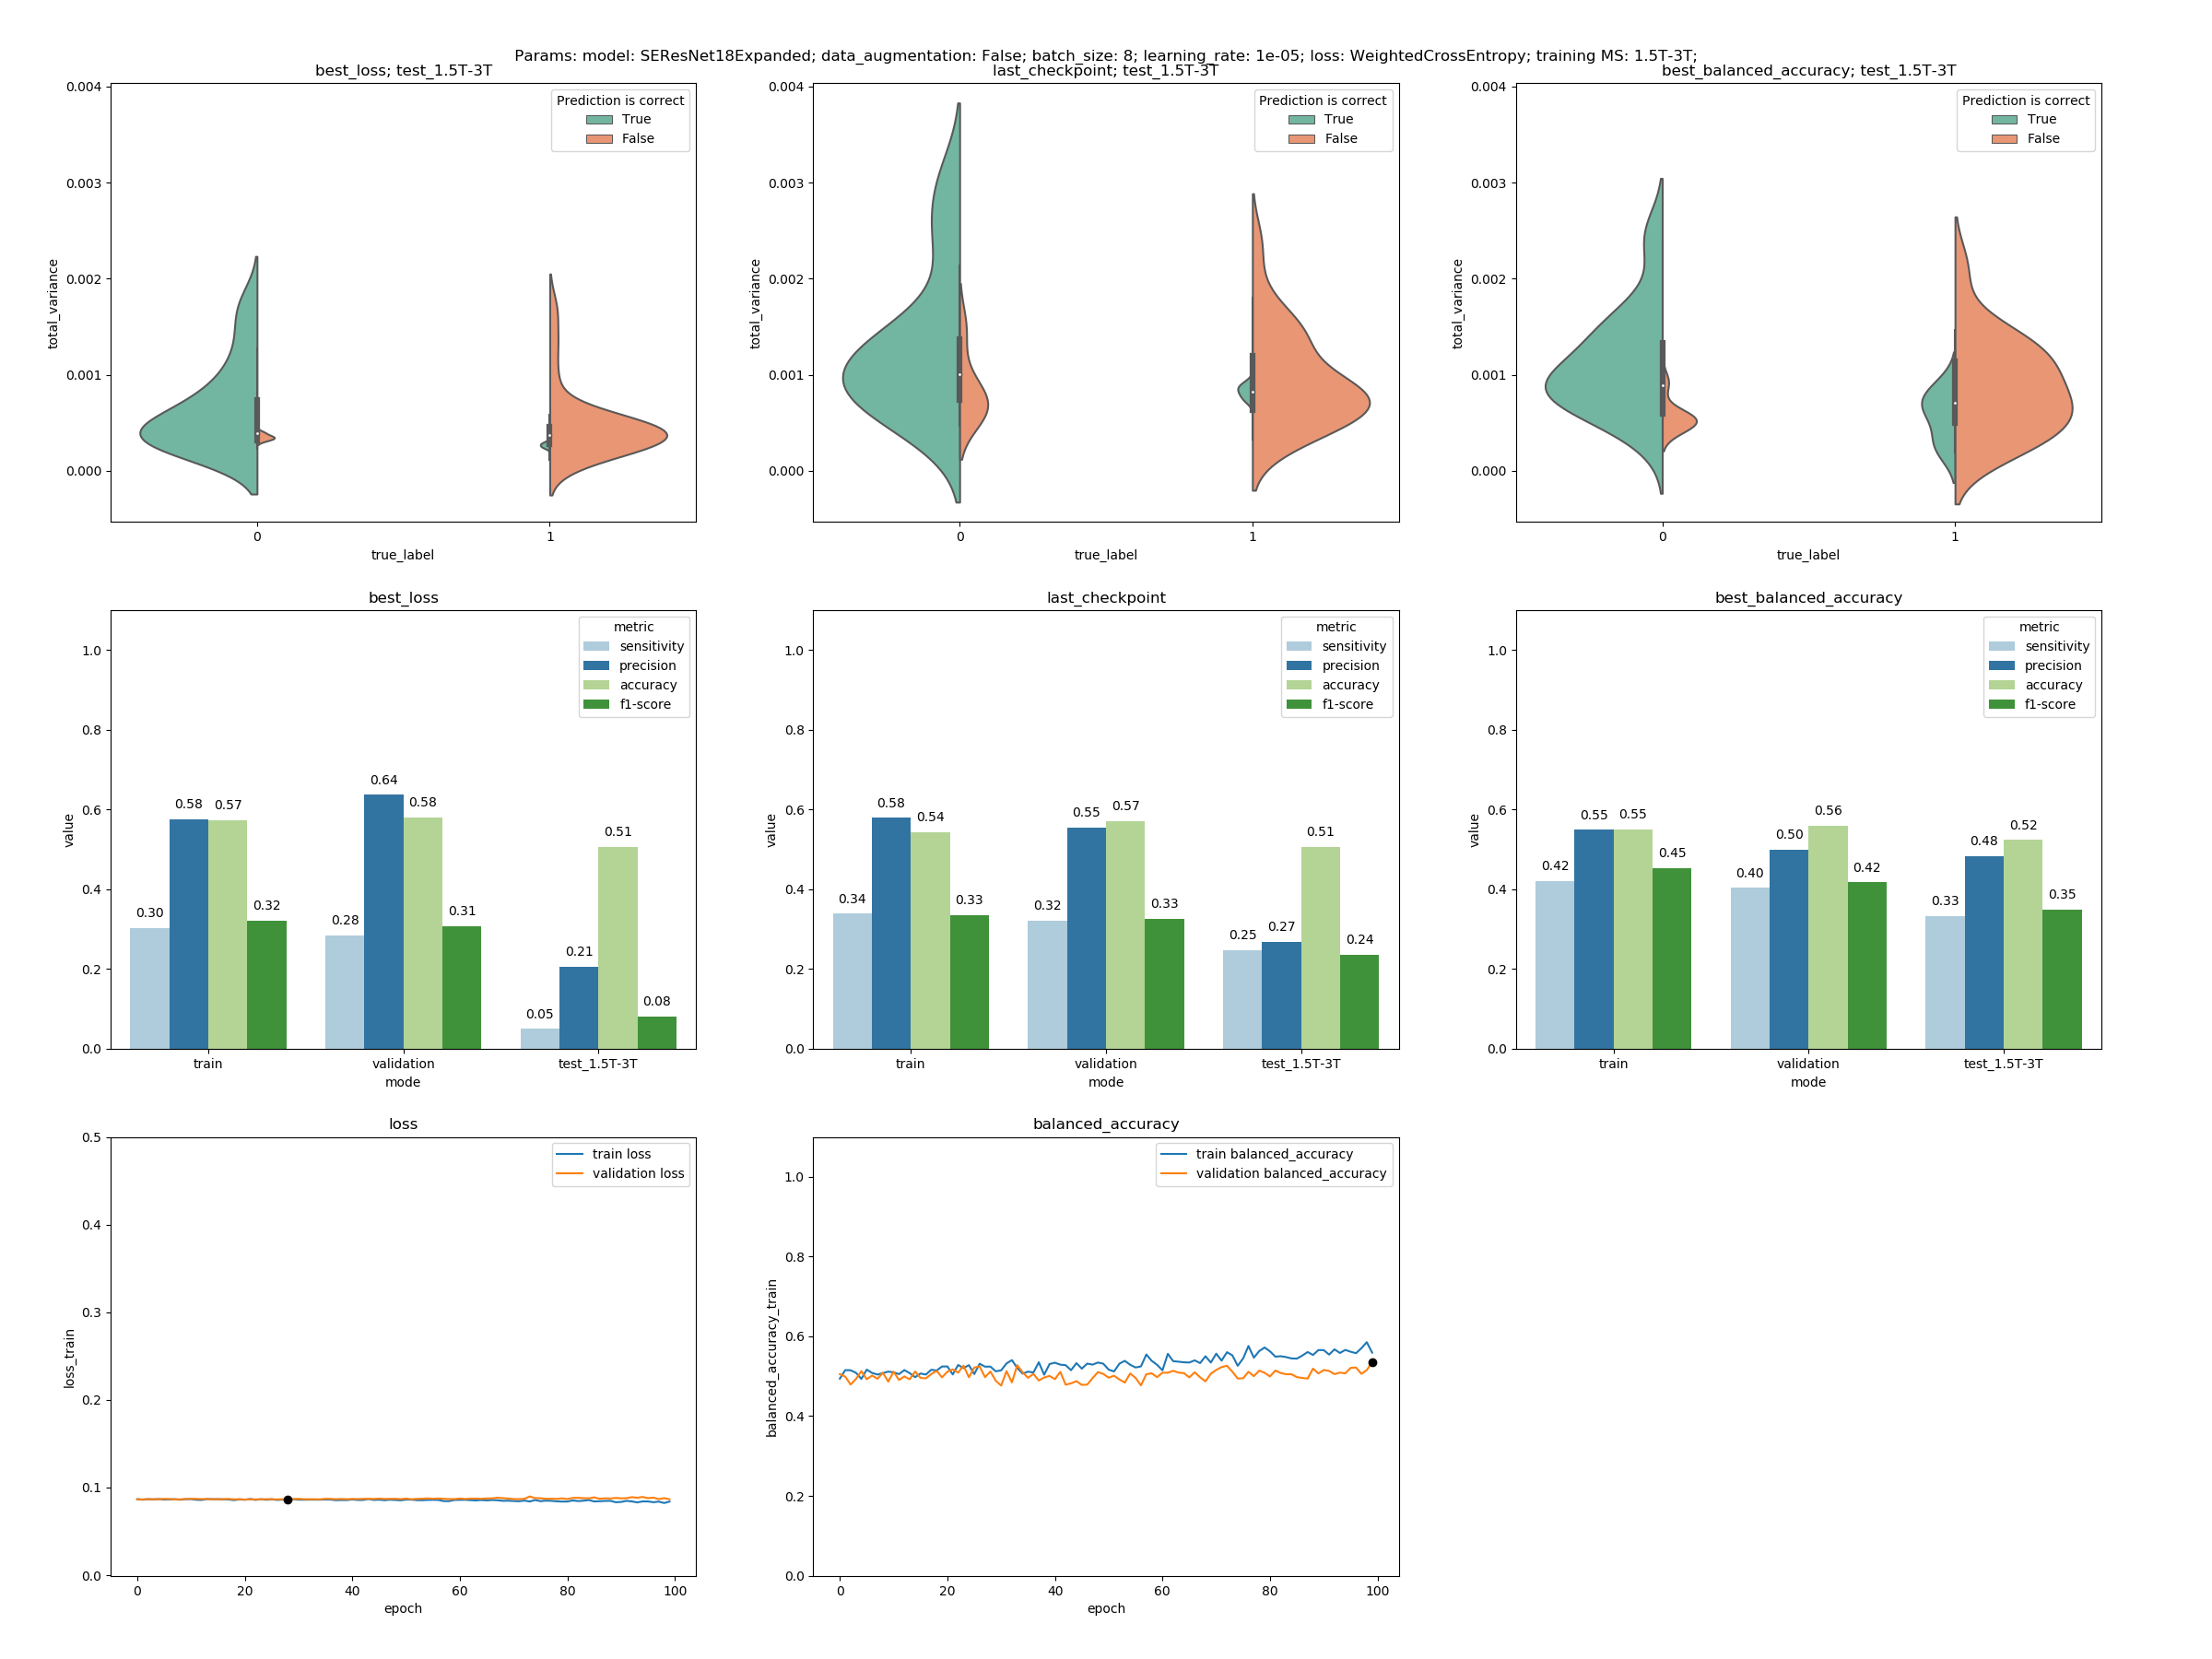 Params: model: SEResNet18Expanded; data_augmentation: False; batch_size: 8; learning_rate: 1e-05; loss: WeightedCrossEntropy; training MS: 1.5T-3T;
best_loss; test_1.5T-3T
0.004
0.003
0.002
0.001
0.000
total_variance
Prediction is correct
True
False
0
1
true_label
last_checkpoint; test_1.5T-3T
0.004
0.003
0.002
0.001
0.000
total_variance
Prediction is correct
True
False
0
1
true_label
best_balanced_accuracy; test_1.5T-3T
0.004
0.003
0.002
0.001
0.000
total_variance
Prediction is correct
True
False
0
1
true_label
best_loss
1.0
0.8
0.6
0.4
0.2
0.0
value
metric
sensitivity
precision
accuracy
f1-score
0.30
0.58
0.57
0.32
0.28
0.64
0.58
0.31
0.05
0.21
0.51
0.08
train
validation
test_1.5T-3T
mode
last_checkpoint
1.0
0.8
0.6
0.4
0.2
0.0
value
metric
sensitivity
precision
accuracy
f1-score
0.34
0.58
0.54
0.33
0.32
0.55
0.57
0.33
0.25
0.27
0.51
0.24
train
validation
test_1.5T-3T
mode
best_balanced_accuracy
1.0
0.8
0.6
0.4
0.2
0.0
value
metric
sensitivity
precision
accuracy
f1-score
0.42
0.55
0.55
0.45
0.40
0.50
0.56
0.42
0.33
0.48
0.52
0.35
train
validation
test_1.5T-3T
mode
loss
0.5
0.4
0.3
0.2
0.1
0.0
loss_train
train loss
validation loss
0
20
40
60
80
100
epoch
balanced_accuracy
1.0
0.8
0.6
0.4
0.2
0.0
balanced_accuracy_train
train balanced_accuracy
validation balanced_accuracy
0
20
40
60
80
100
epoch